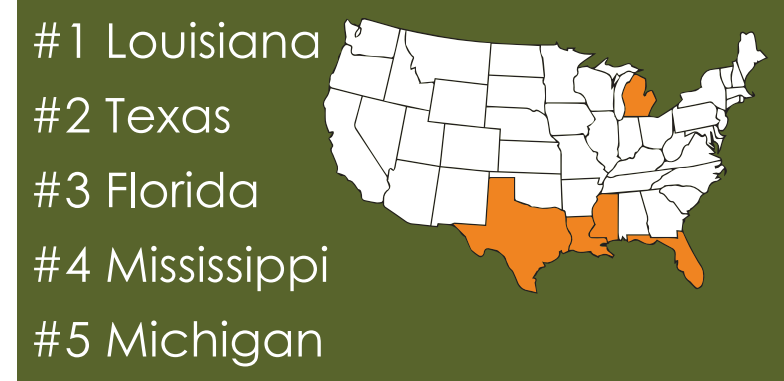 #1 Louisiana
#2 Texas
#3 Florida
#4 Mississippi
#5 Michigan